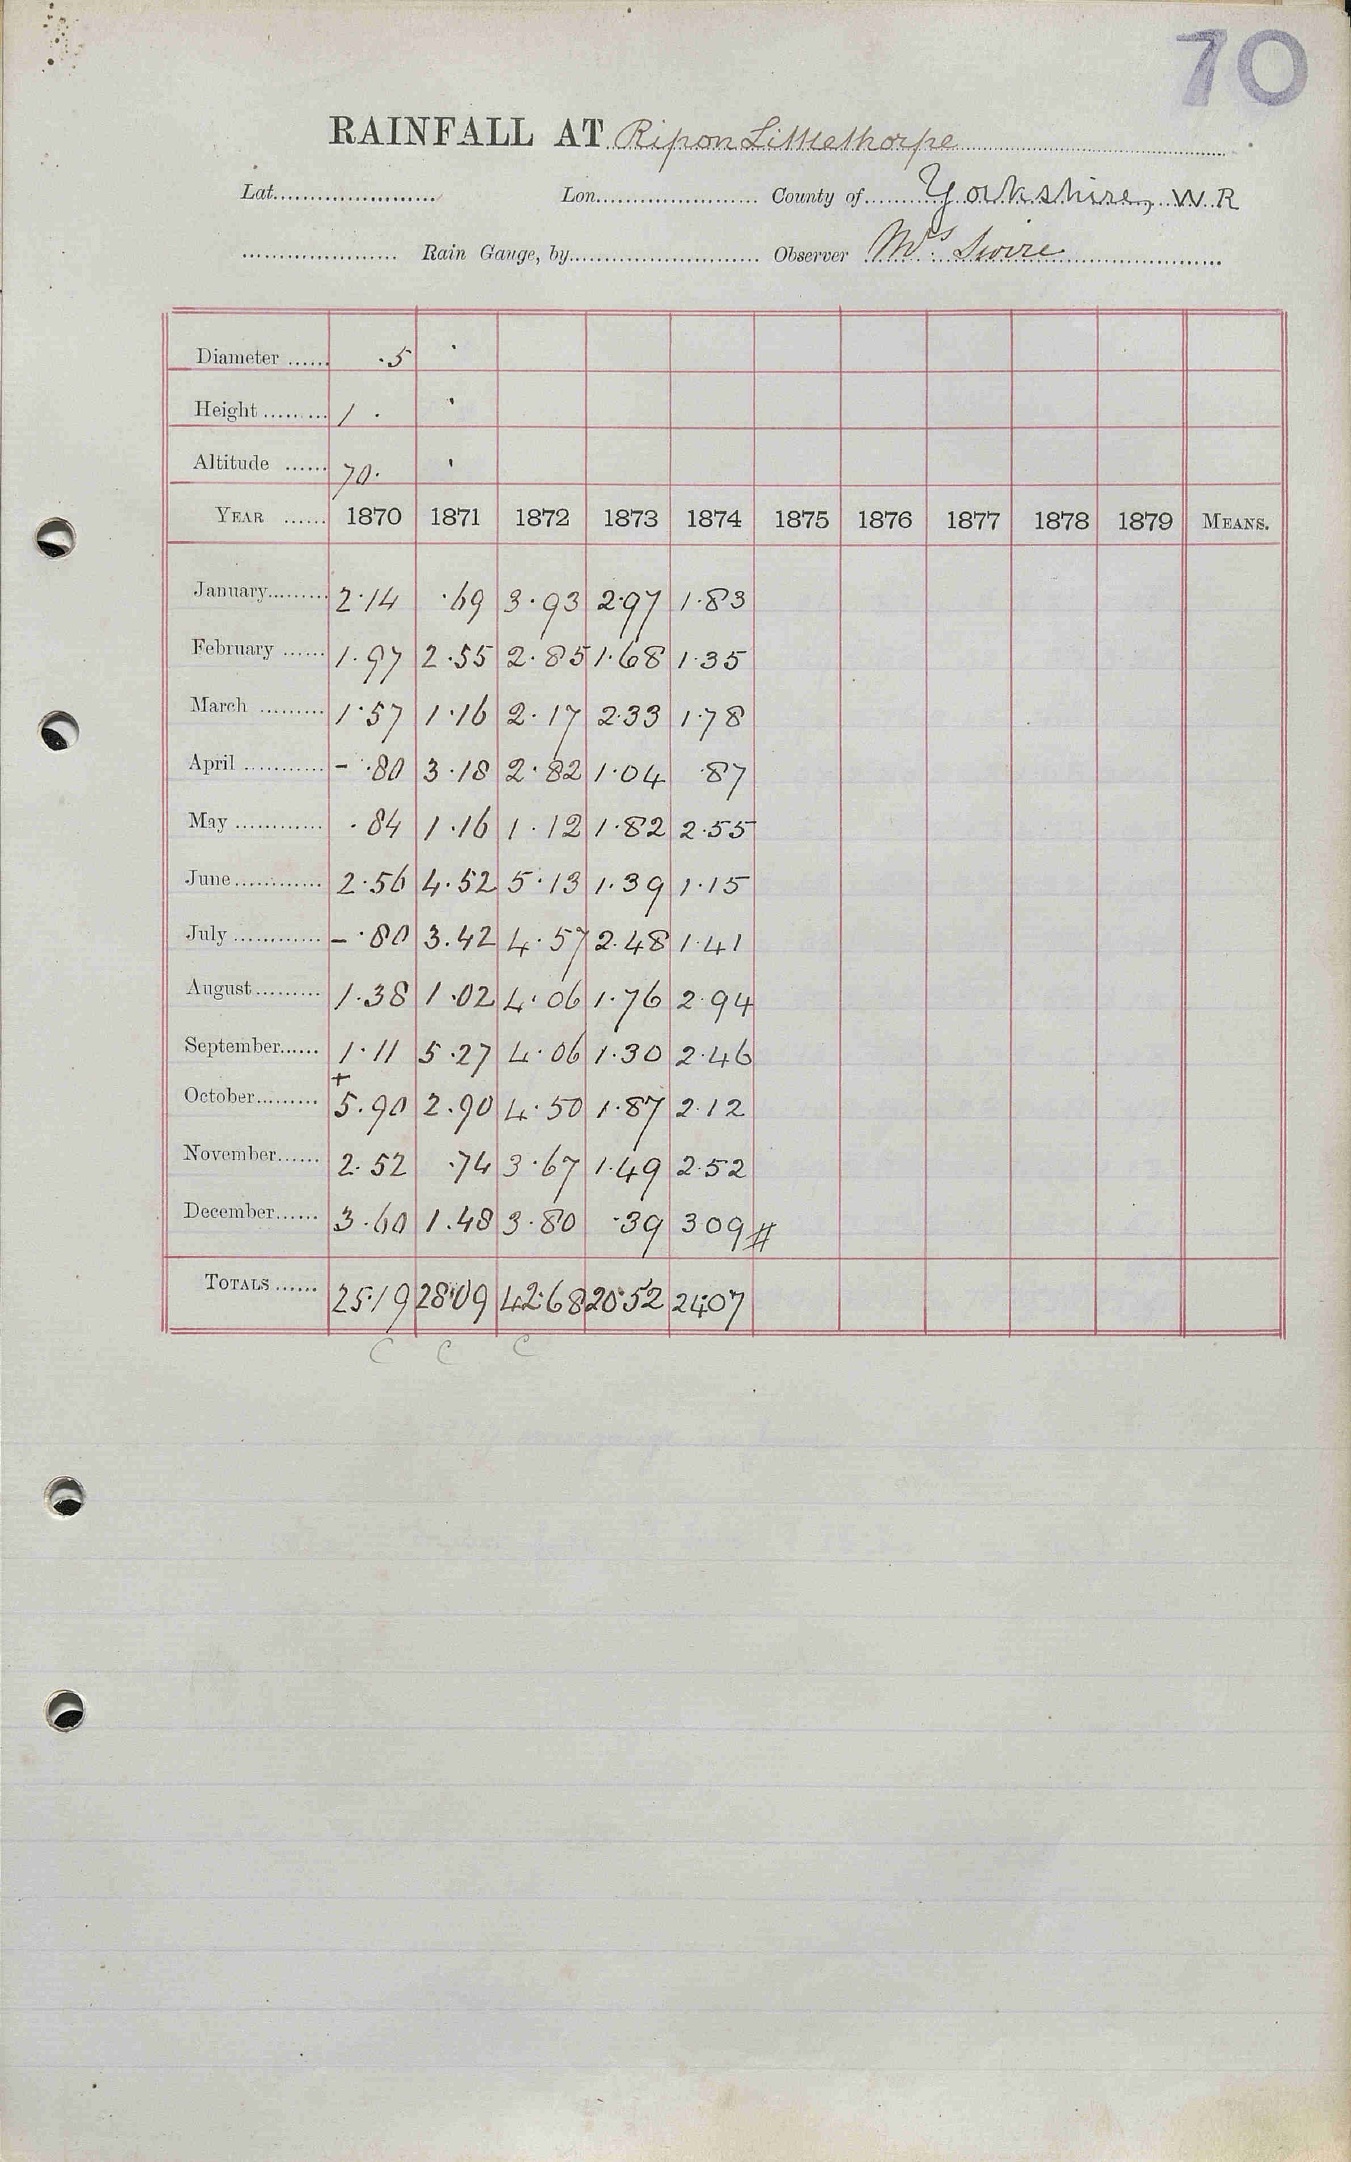 70
RAINFALL AT Ripon Littlethorpe
Lat. Lon. County of Yorkshire, W R
Rain Gauge, by Observer Mrs. Swire
Diameter ...... .5
Height ......... 1 .
Altitude ...... 70.
YEAR ...... 1870 1871 1872 1873 1874 1875 1876 1877 1878 1879 MEANS.
January......... 2.14 .69 3.93 2.97 1.83
February ...... 1.97 2.55 2.85 1.68 1.35
March ......... 1.57 1.16 2.17 2.33 1.78
April ............ - .80 3.18 2.82 1.04 .87
May ............ .84 1.16 1.12 1.82 2.55
June............ 2.56 4.52 5.13 1.39 1.15
July ............ - .80 3.42 4.57 2.48 1.41
August......... 1.38 1.02 4.06 1.76 2.94
September...... 1.11 5.27 4.06 1.30 2.46
+
October......... 5.90 2.90 4.50 1.87 2.12
November...... 2.52 .74 3.67 1.49 2.52
December...... 3.60 1.48 3.80 .39 3 09 #
TOTALS ...... 25.19 28.09 42.68 20.52 24.07
C C C